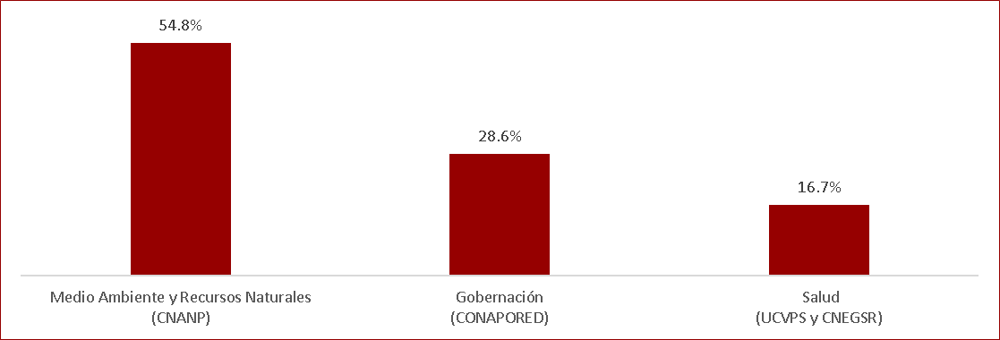 54.8%
28.6%
16.7%
Medio Ambiente y Recursos Naturales
(CNANP)
Gobernación
(CONAPORED)
Salud
(UCVPS y CNEGSR)